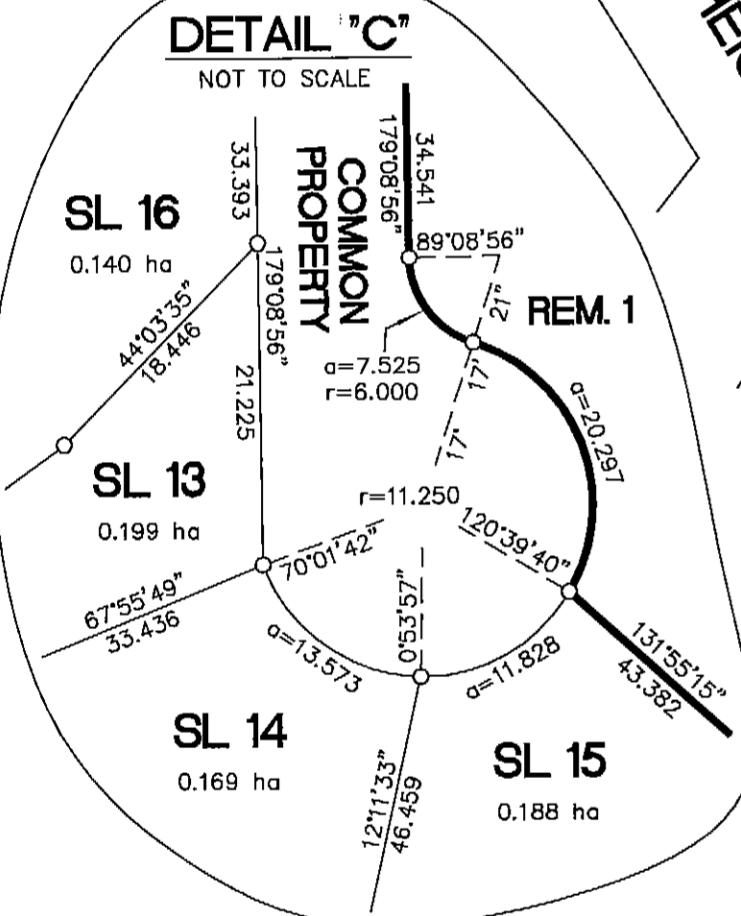 DETAIL "C"
NOT TO SCALE
34.541
179°08'56"
33.393
COMMON
PROPERTY
SL 16
0.140 ha
89°08'56"
179°08'56"
21"
REM. 1
44°03'35"
18.446
a=7.525
r=6.000
17'
21.225
a=20.297
17°
SL 13
0.199 ha
r=11.250
120°39'40"
70°01'42"
67°55'49"
33.436
0°53'57"
a=13.573
a=11.828
131°55'15"
43.382
SL 14
0.169 ha
SL 15
0.188 ha
12°11'33"
46.459